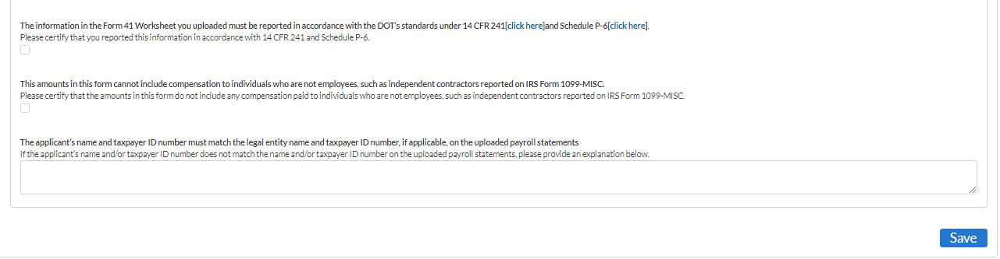 The information in the Form 41 Worksheet you uploaded must be reported in accordance with the DOT's standards under 14 CFR 241[click here]and Schedule P-6[click here].
Please certify that you reported this information in accordance with 14 CFR 241 and Schedule P-6.
This amounts in this form cannot include compensation to individuals who are not employees, such as independent contractors reported on IRS Form 1099-MISC.
Please certify that the amounts in this form do not include any compensation paid to individuals who are not employees, such as independent contractors reported on IRS Form 1099-MISC.
The applicant's name and taxpayer ID number must match the legal entity name and taxpayer ID number, if applicable, on the uploaded payroll statements
If the applicant's name and/or taxpayer ID number does not match the name and/or taxpayer ID number on the uploaded payroll statements, please provide an explanation below.
Save